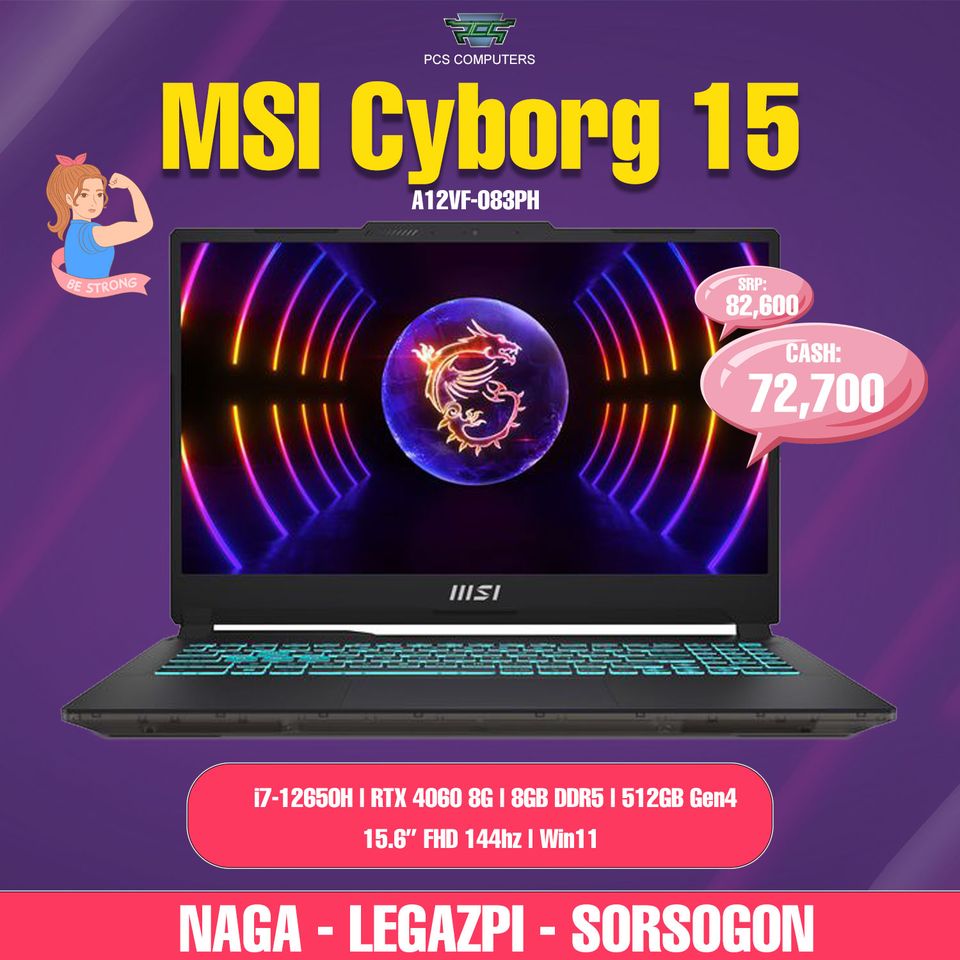 PCS
PCS COMPUTERS
MSI Cyborg 15
A12VF-083PH
BE STRONG
SRP:
82,600
CASH:
72,700
msi
i7-12650H | RTX 4060 8G | 8GB DDR5 | 512GB Gen4
15.6” FHD 144hz | Win11
NAGA - LEGAZPI - SORSOGON